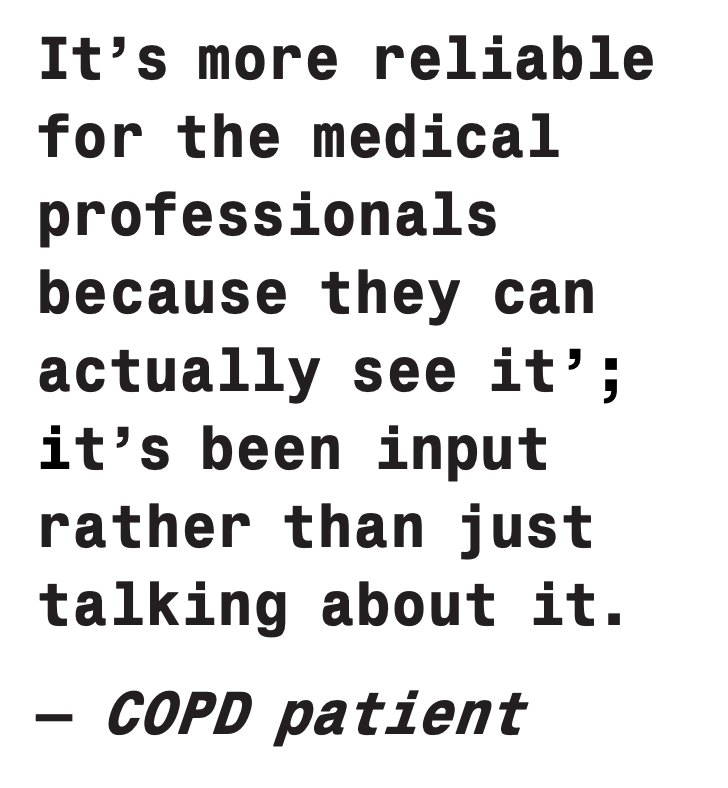 It’s more reliable
for the medical
professionals
because they can
actually see it’;
it’s been input
rather than just
talking about it.
– COPD patient